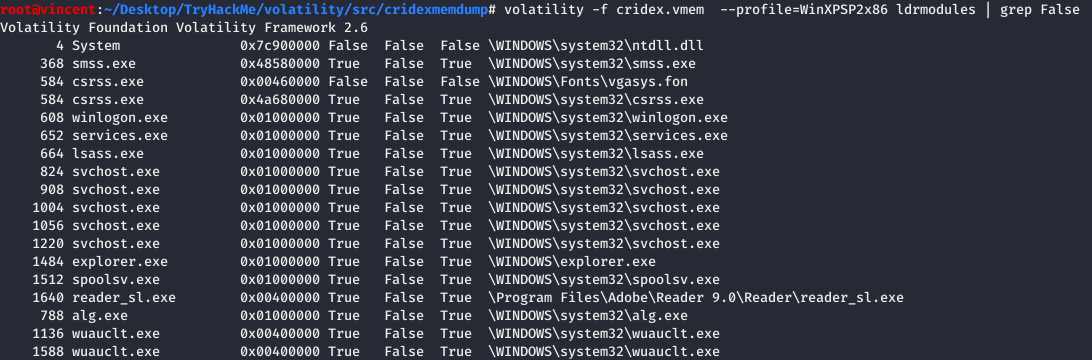 root@vincent:~/Desktop/TryHackMe/volatility/src/cridexmemdump# volatility -f cridex.vmem  --profile=WinXPSP2x86 ldrmodules | grep False
Volatility Foundation Volatility Framework 2.6
       4 System               0x7c900000 False  False  False \WINDOWS\system32\ntdll.dll
     368 smss.exe             0x48580000 True   False  True  \WINDOWS\system32\smss.exe
     584 csrss.exe            0x00460000 False  False  False \WINDOWS\Fonts\vgasys.fon
     584 csrss.exe            0x4a680000 True   False  True  \WINDOWS\system32\csrss.exe
     608 winlogon.exe         0x01000000 True   False  True  \WINDOWS\system32\winlogon.exe
     652 services.exe         0x01000000 True   False  True  \WINDOWS\system32\services.exe
     664 lsass.exe            0x01000000 True   False  True  \WINDOWS\system32\lsass.exe
     824 svchost.exe          0x01000000 True   False  True  \WINDOWS\system32\svchost.exe
     908 svchost.exe          0x01000000 True   False  True  \WINDOWS\system32\svchost.exe
    1004 svchost.exe          0x01000000 True   False  True  \WINDOWS\system32\svchost.exe
    1056 svchost.exe          0x01000000 True   False  True  \WINDOWS\system32\svchost.exe
    1220 svchost.exe          0x01000000 True   False  True  \WINDOWS\system32\svchost.exe
    1484 explorer.exe         0x01000000 True   False  True  \WINDOWS\explorer.exe
    1512 spoolsv.exe          0x01000000 True   False  True  \WINDOWS\system32\spoolsv.exe
    1640 reader_sl.exe        0x00400000 True   False  True  \Program Files\Adobe\Reader 9.0\Reader\reader_sl.exe
     788 alg.exe              0x01000000 True   False  True  \WINDOWS\system32\alg.exe
    1136 wuauclt.exe          0x00400000 True   False  True  \WINDOWS\system32\wuauclt.exe
    1588 wuauclt.exe          0x00400000 True   False  True  \WINDOWS\system32\wuauclt.exe